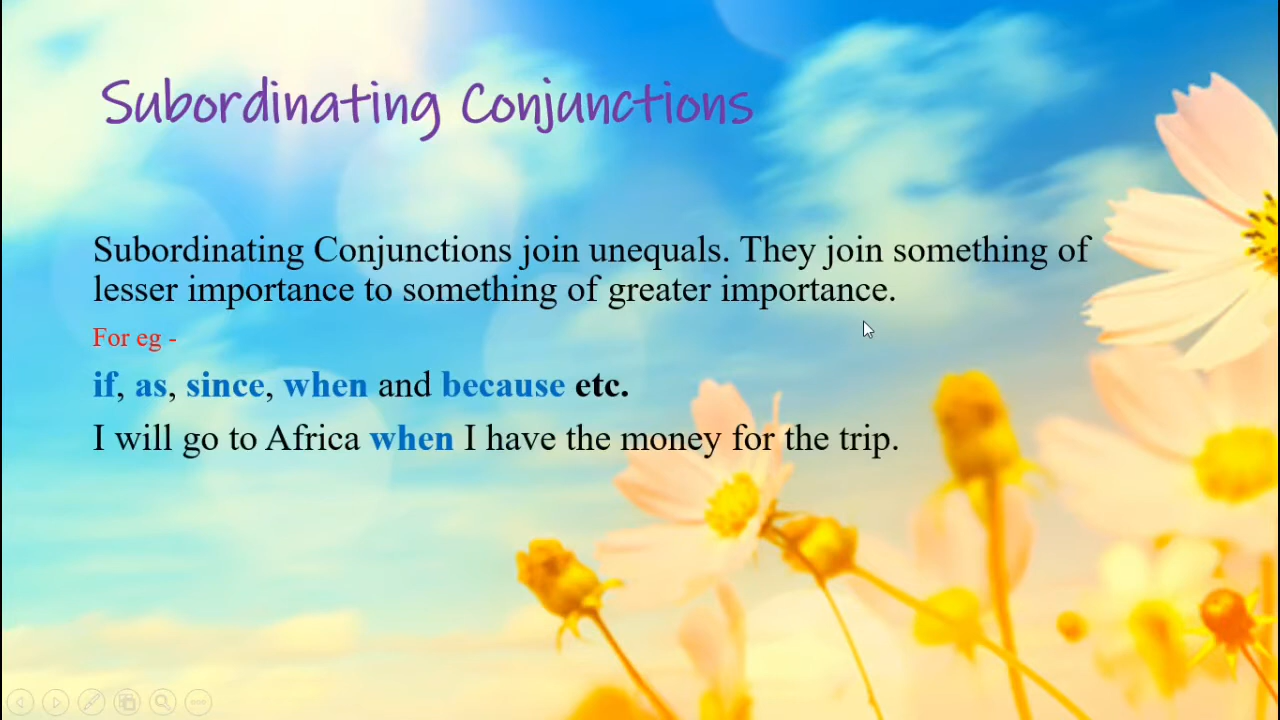 Subordinating Conjunctions
Subordinating Conjunctions join unequals. They join something of
lesser importance to something of greater importance.
For eg -
if, as, since, when and because etc.
I will go to Africa when I have the money for the trip.